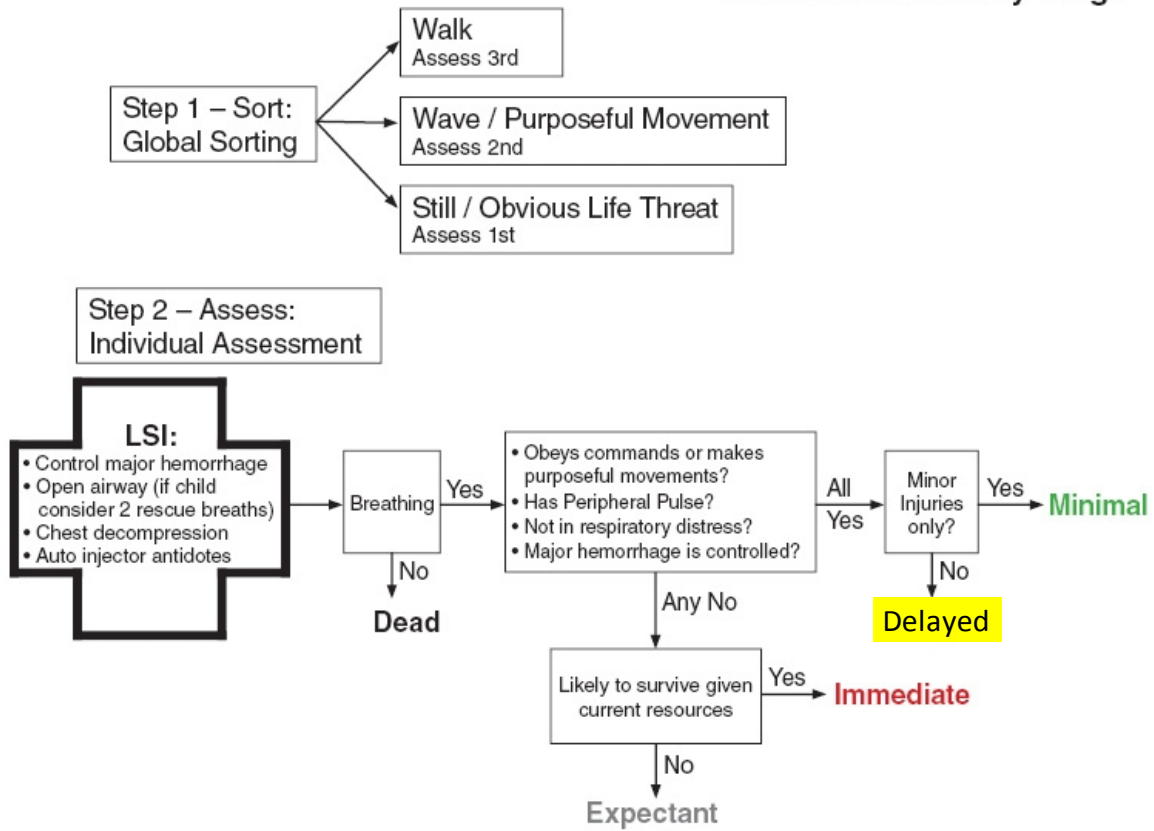 Walk
Assess 3rd
Step 1 – Sort:
Global Sorting
Wave / Purposeful Movement
Assess 2nd
Still / Obvious Life Threat
Assess 1st
Step 2 – Assess:
Individual Assessment
LSI:
• Control major hemorrhage
• Open airway (if child
consider 2 rescue breaths)
• Chest decompression
• Auto injector antidotes
Breathing
Yes
No
Dead
• Obeys commands or makes
purposeful movements?
• Has Peripheral Pulse?
• Not in respiratory distress?
• Major hemorrhage is controlled?
All
Yes
Minor
Injuries
only?
Yes
Minimal
No
Delayed
Any No
Likely to survive given
current resources
Yes
Immediate
No
Expectant